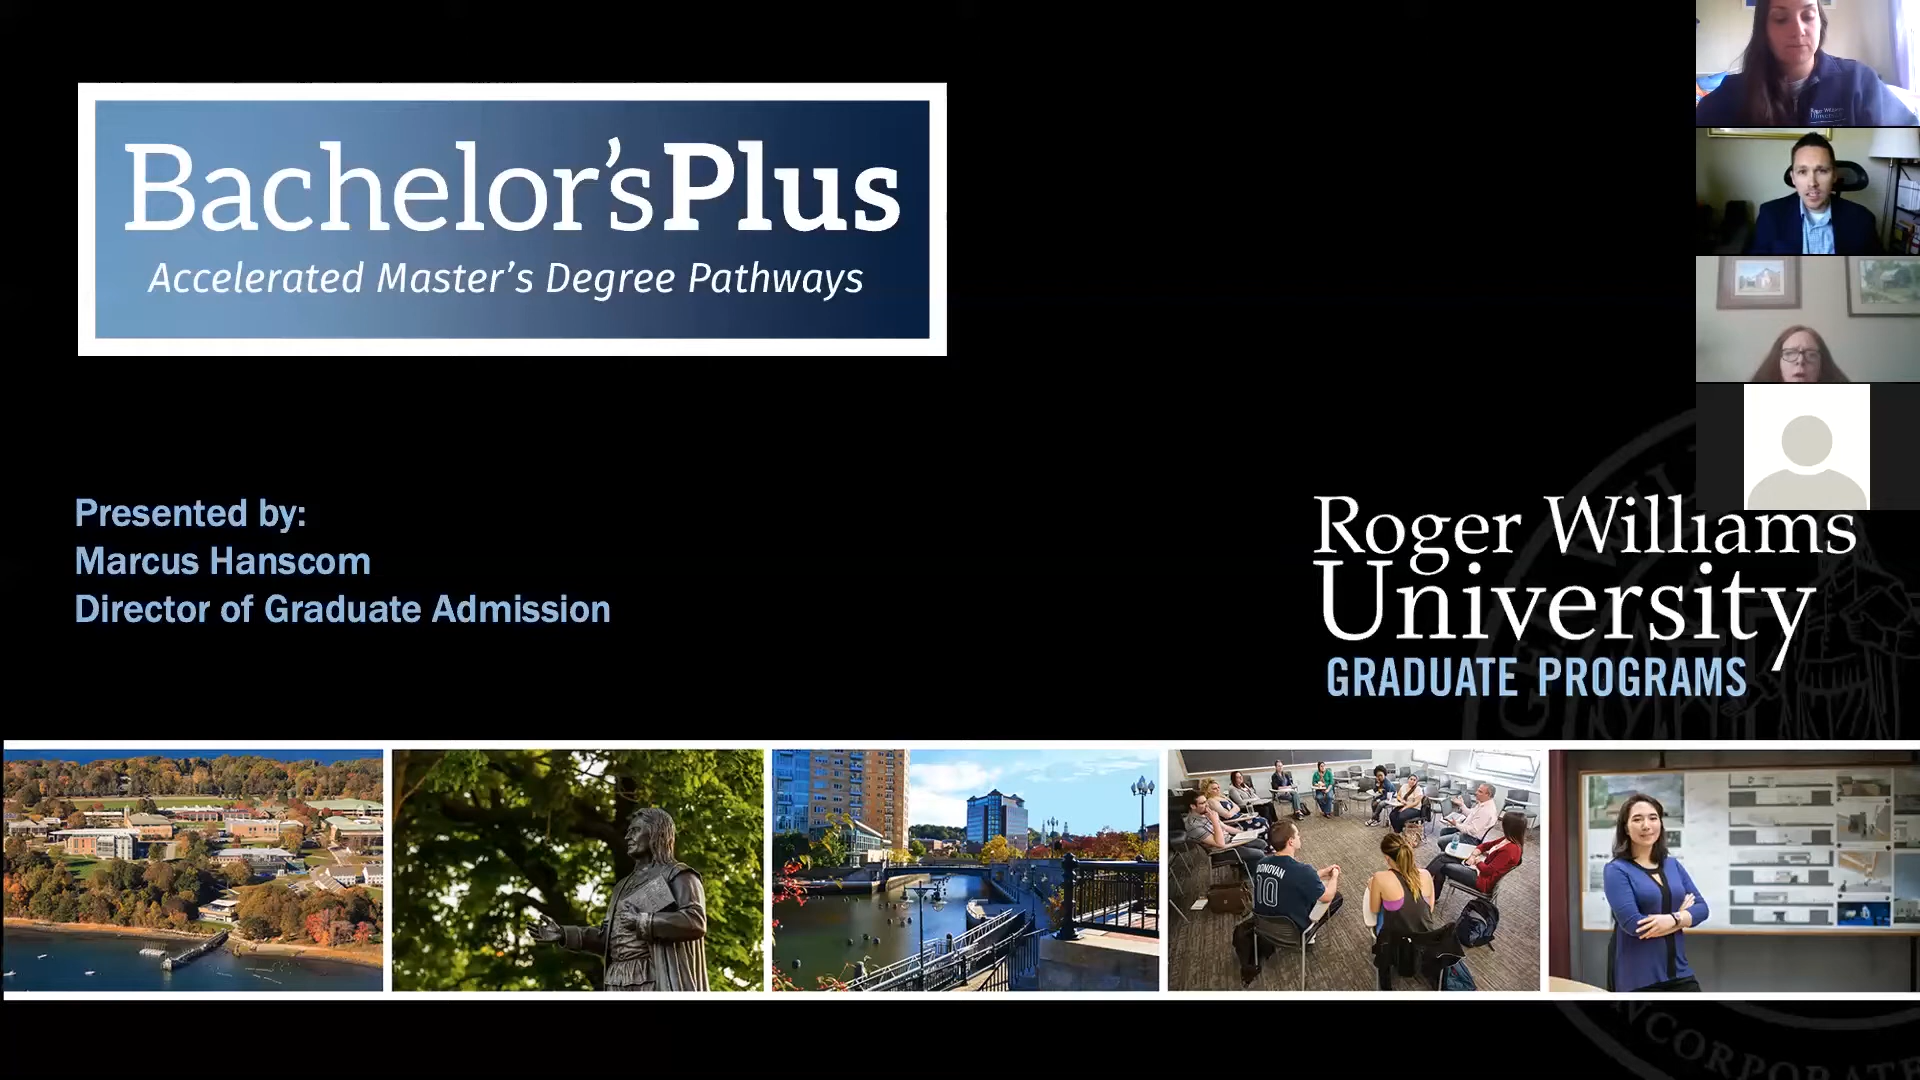 Bachelor'sPlus
Accelerated Master's Degree Pathways
Presented by:
Marcus Hanscom
Director of Graduate Admission
Roger Williams
University
GRADUATE PROGRAMS
DONOVAN
10